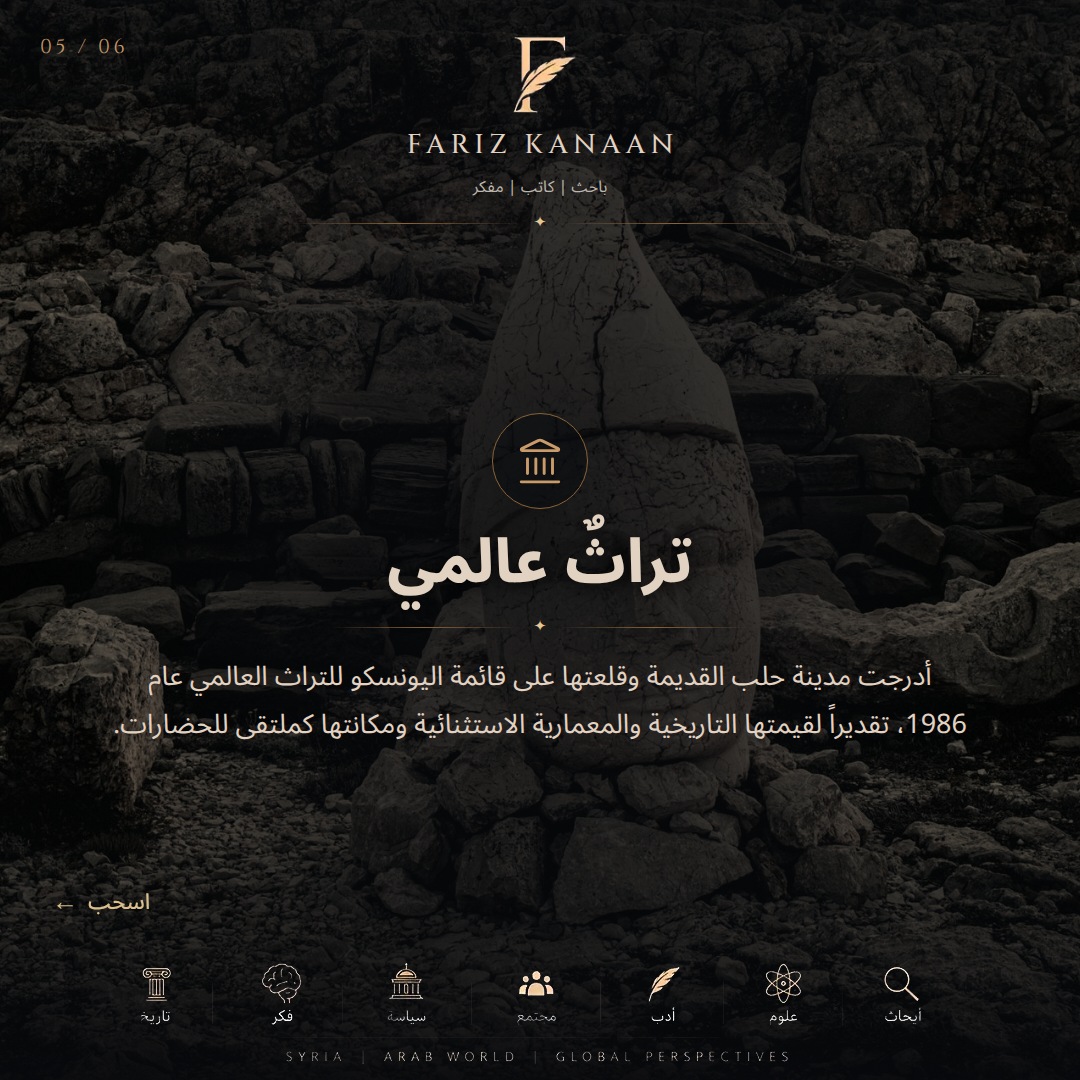 05 / 06
F
FARIZ KANAAN
باحث | كاتب | مفكر
تراثٌ عالمي
أدرجت مدينة حلب القديمة وقلعتها على قائمة اليونسكو للتراث العالمي عام
1986، تقديراً لقيمتها التاريخية والمعمارية الاستثنائية ومكانتها كملتقى للحضارات.
اسحب ←
أبحاث
علوم
أدب
مجتمع
سياسة
فكر
تاريخ
SYRIA | ARAB WORLD | GLOBAL PERSPECTIVES